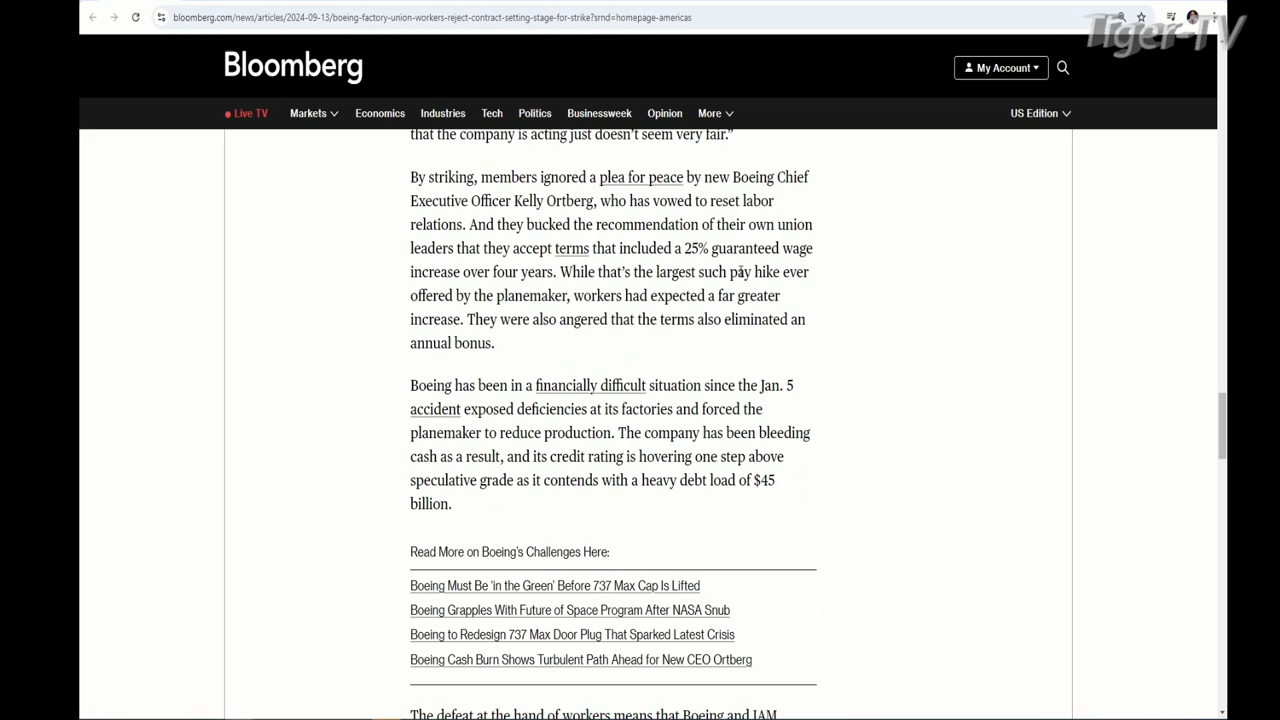 bloomberg.com/news/articles/2024-09-13/boeing-factory-union-workers-reject-contract-setting-stage-for-strike?srnd=homepage-americas
Tiger-TV
Bloomberg
My Account
Live TV Markets Economics Industries Tech Politics Businessweek Opinion More US Edition
that the company is acting just doesn’t seem very fair.”
By striking, members ignored a plea for peace by new Boeing Chief
Executive Officer Kelly Ortberg, who has vowed to reset labor
relations. And they bucked the recommendation of their own union
leaders that they accept terms that included a 25% guaranteed wage
increase over four years. While that’s the largest such pay hike ever
offered by the planemaker, workers had expected a far greater
increase. They were also angered that the terms also eliminated an
annual bonus.
Boeing has been in a financially difficult situation since the Jan. 5
accident exposed deficiencies at its factories and forced the
planemaker to reduce production. The company has been bleeding
cash as a result, and its credit rating is hovering one step above
speculative grade as it contends with a heavy debt load of $45
billion.
Read More on Boeing’s Challenges Here:
Boeing Must Be ‘in the Green’ Before 737 Max Cap Is Lifted
Boeing Grapples With Future of Space Program After NASA Snub
Boeing to Redesign 737 Max Door Plug That Sparked Latest Crisis
Boeing Cash Burn Shows Turbulent Path Ahead for New CEO Ortberg
The defeat at the hand of workers means that Boeing and IAM